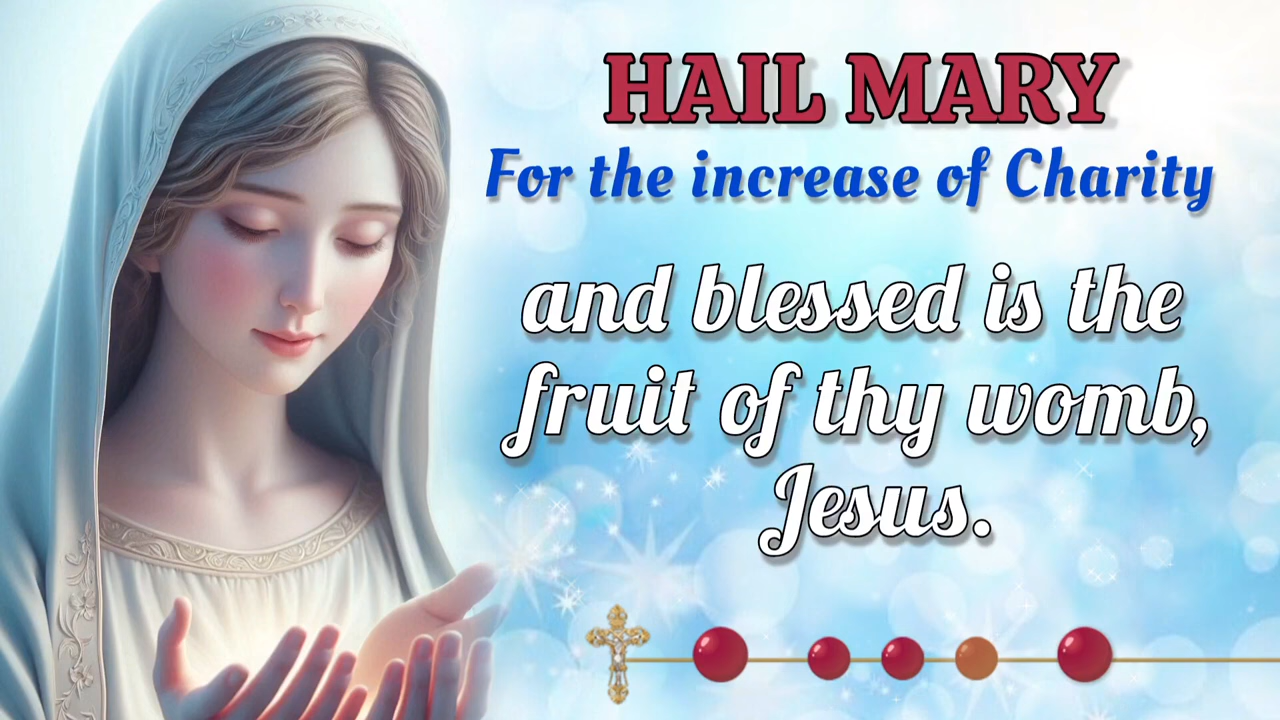 HAIL MARY
For the increase of Charity
and blessed is the
fruit of thy womb,
Jesus.